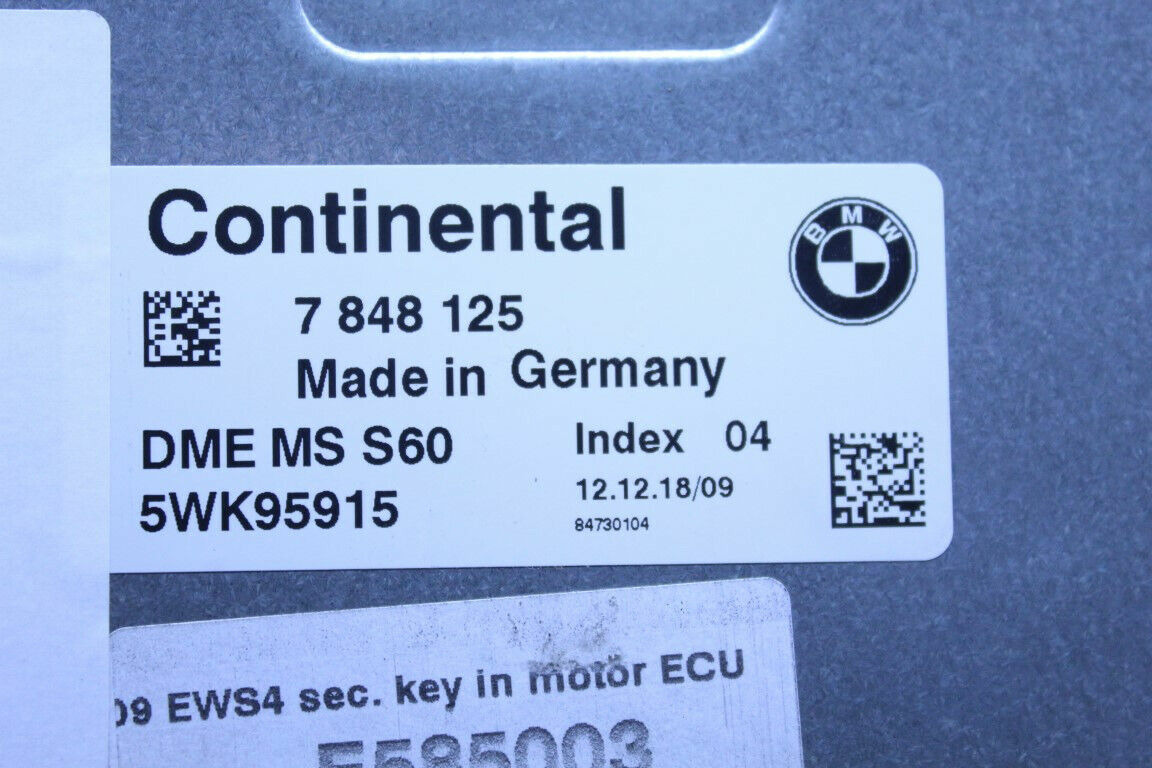 Continental
BMW
7 848 125
Made in Germany
DME MS S60
Index 04
5WK95915
12.12.18/09
84730104
09 EWS4 sec. key in motor ECU
E585003